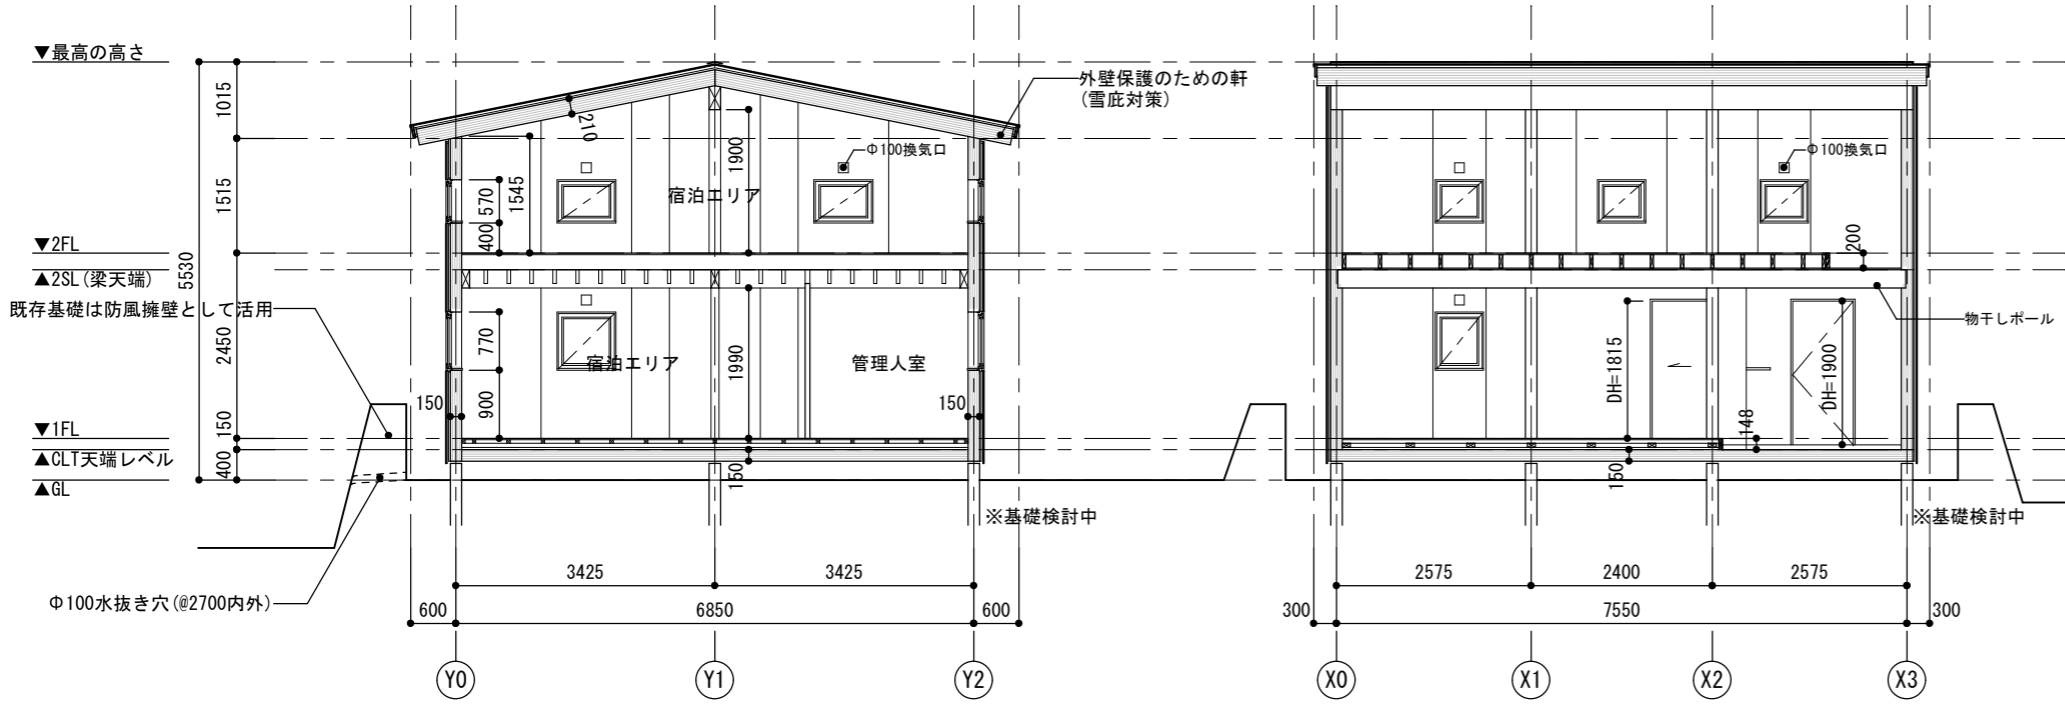 ▼最高の高さ
1015
1515
5530
2450
150
400
▼2FL
▲2SL(梁天端)
既存基礎は防風擁壁として活用
▼1FL
▲CLT天端レベル
▲GL
Φ100水抜き穴(@2700内外)
210
外壁保護のための軒
(雪庇対策)
Φ100換気口
570
400
1545
1900
宿泊エリア
770
900
1990
宿泊エリア
管理人室
150
150
150
※基礎検討中
3425
3425
600
6850
600
Y0
Y1
Y2
Φ100換気口
200
物干しポール
DH=1815
DH=1900
148
150
※基礎検討中
2575
2400
2575
300
7550
300
X0
X1
X2
X3